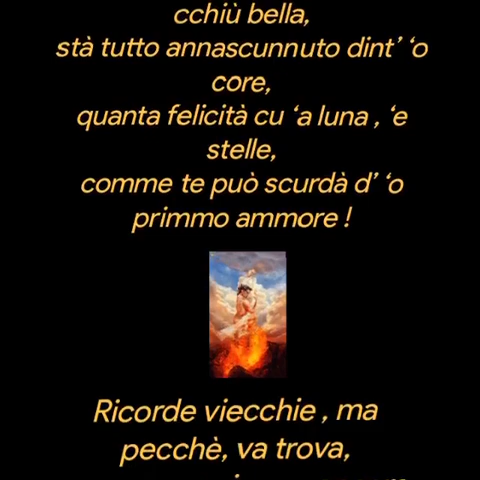 cchiù bella,
stà tutto annascunnuto dint’ ‘o
core,
quanta felicità cu ‘a luna , ‘e
stelle,
comme te può scurdà d’ ‘o
primmo ammore !
Ricorde viecchie , ma
pecchè, va trova,